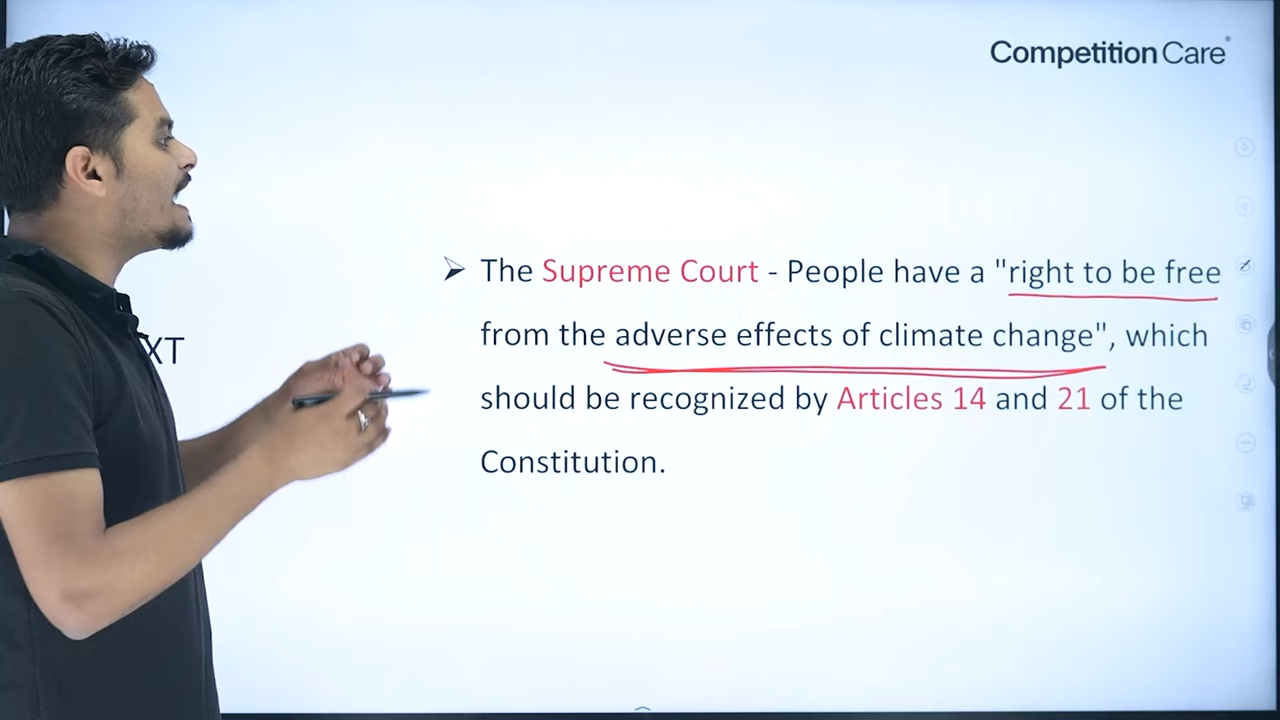 Competition Care
➢ The Supreme Court - People have a "right to be free
from the adverse effects of climate change", which
XT
should be recognized by Articles 14 and 21 of the
Constitution.